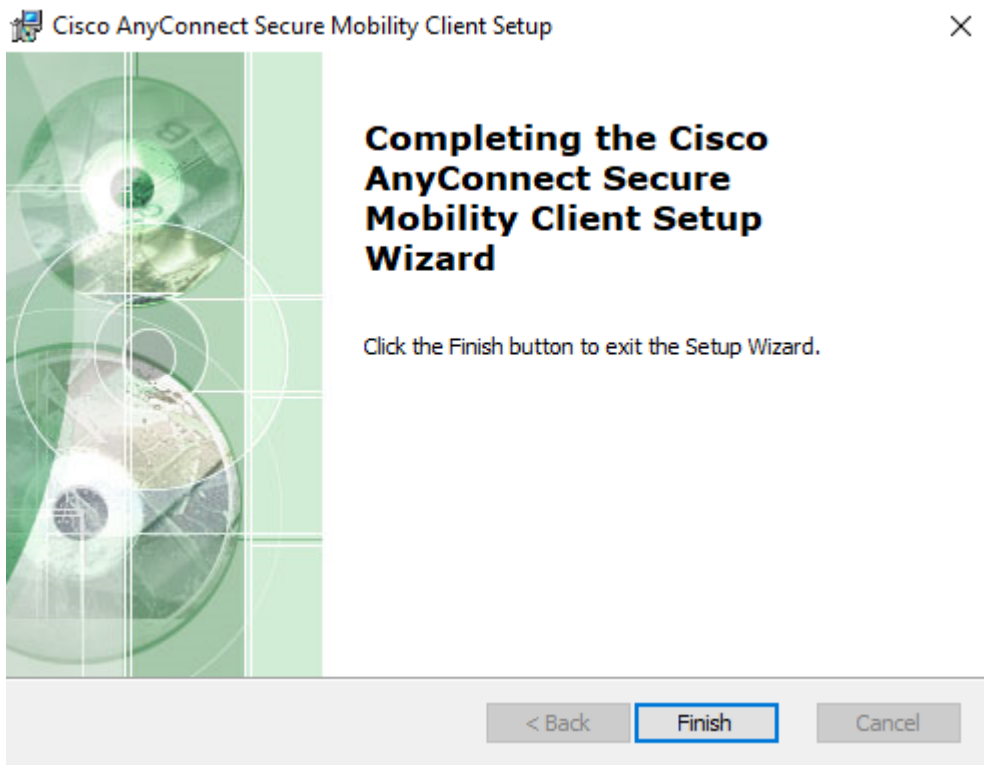 Cisco AnyConnect Secure Mobility Client Setup
Completing the Cisco
AnyConnect Secure
Mobility Client Setup
Wizard
Click the Finish button to exit the Setup Wizard.
< Back
Finish
Cancel